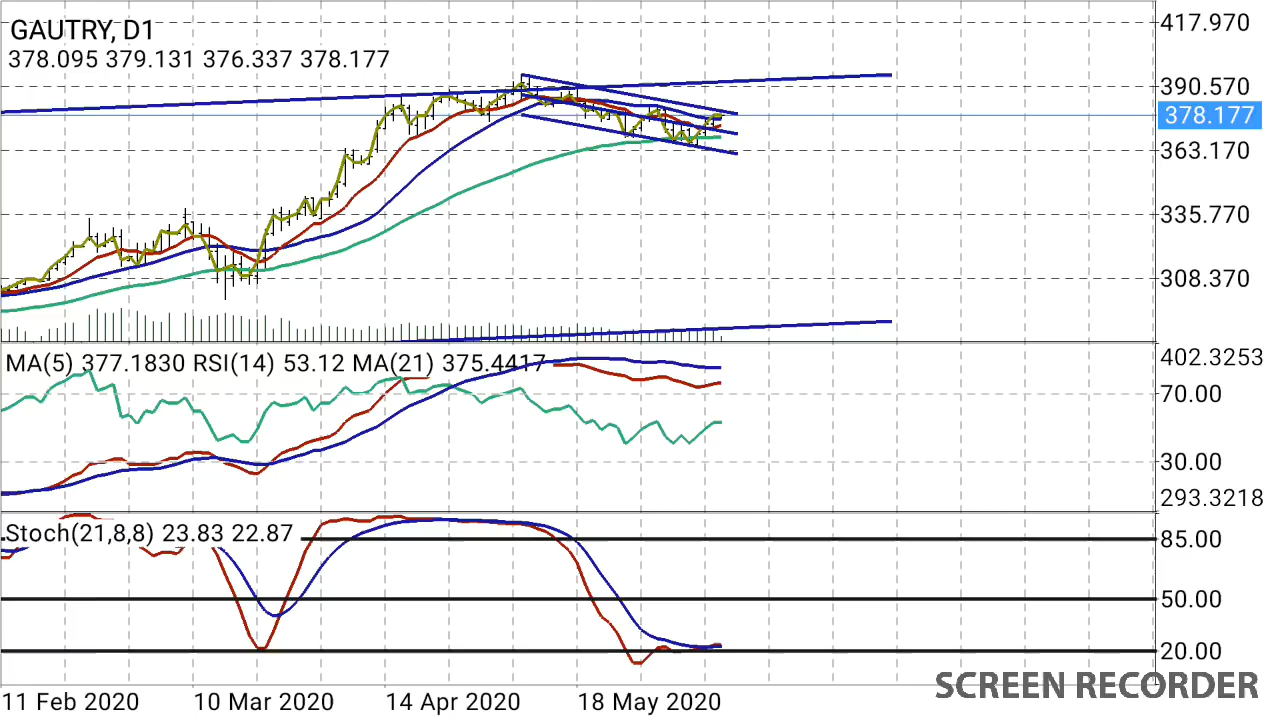 GAUTRY, D1
378.095 379.131 376.337 378.177
417.970
390.570
378.177
363.170
335.770
308.370
MA(5) 377.1830 RSI(14) 53.12 MA(21) 375.4417
402.3253
70.00
30.00
293.3218
Stoch(21,8,8) 23.83 22.87
85.00
50.00
20.00
SCREEN RECORDER
11 Feb 2020 10 Mar 2020 14 Apr 2020 18 May 2020